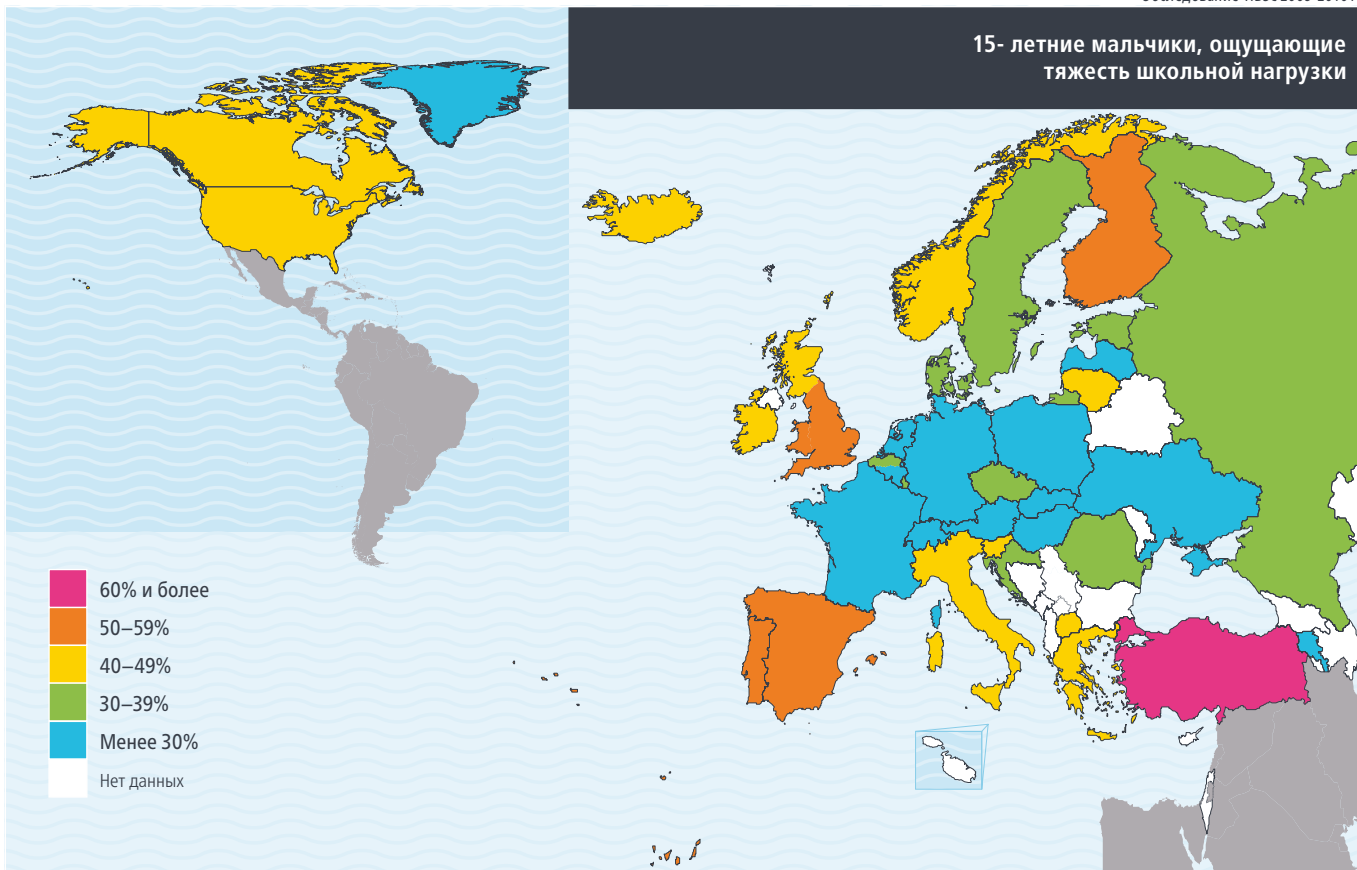 15- летние мальчики, ощущающие
тяжесть школьной нагрузки
60% и более
50–59%
40–49%
30–39%
Менее 30%
Нет данных